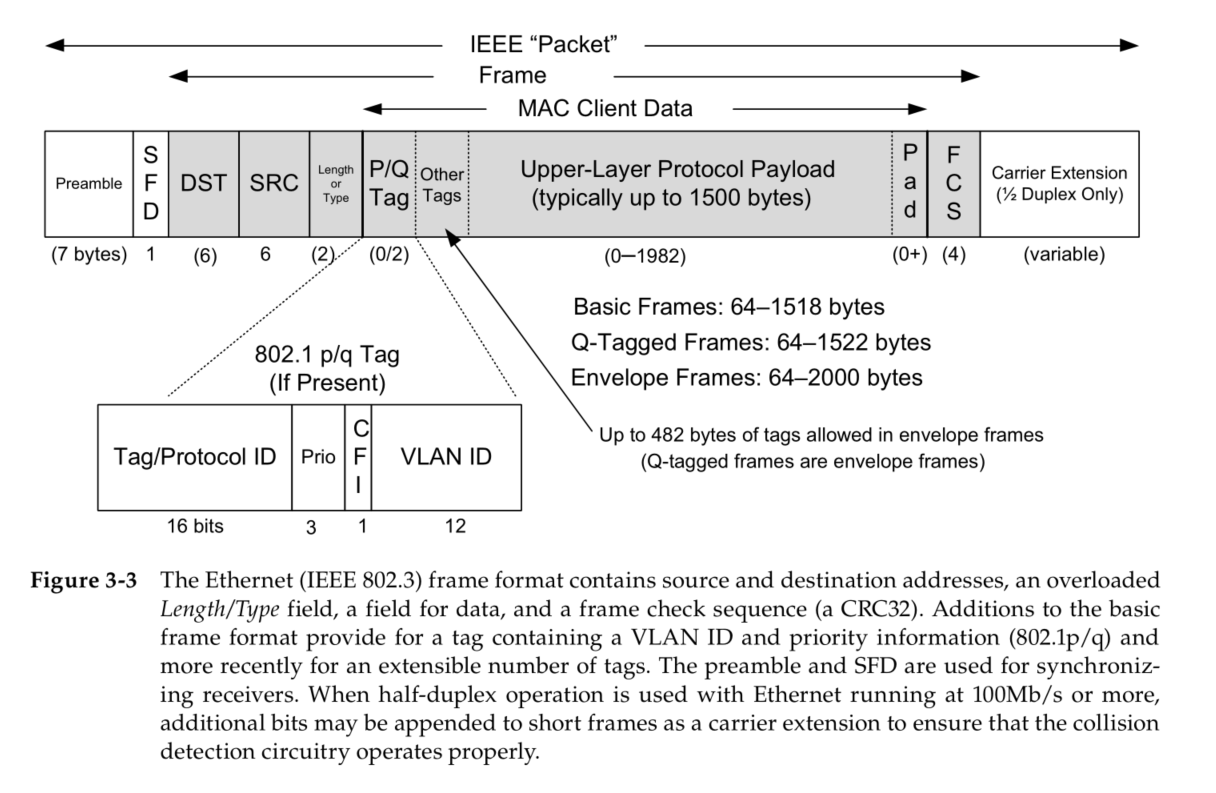 IEEE “Packet”
Frame
MAC Client Data
Preamble
S F D
DST
SRC
Length or Type
P/Q Tag
Other Tags
Upper-Layer Protocol Payload
(typically up to 1500 bytes)
P a d
F C S
Carrier Extension
(½ Duplex Only)
(7 bytes) 1 (6) 6 (2) (0/2) (0—1982) (0+) (4) (variable)
Basic Frames: 64–1518 bytes
Q-Tagged Frames: 64–1522 bytes
Envelope Frames: 64–2000 bytes
802.1 p/q Tag
(If Present)
Up to 482 bytes of tags allowed in envelope frames
(Q-tagged frames are envelope frames)
Tag/Protocol ID
Prio
C F I
VLAN ID
16 bits 3 1 12
Figure 3-3 The Ethernet (IEEE 802.3) frame format contains source and destination addresses, an overloaded
Length/Type field, a field for data, and a frame check sequence (a CRC32). Additions to the basic
frame format provide for a tag containing a VLAN ID and priority information (802.1p/q) and
more recently for an extensible number of tags. The preamble and SFD are used for synchroniz-
ing receivers. When half-duplex operation is used with Ethernet running at 100Mb/s or more,
additional bits may be appended to short frames as a carrier extension to ensure that the collision
detection circuitry operates properly.